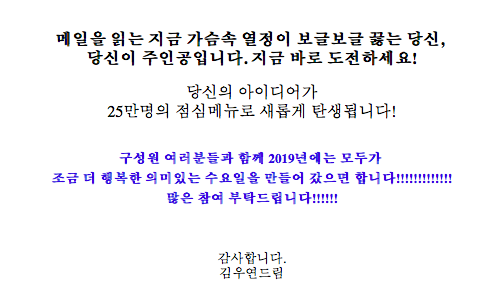 메일을 읽는 지금 가슴속 열정이 보글보글 끓는 당신,
당신이 주인공입니다. 지금 바로 도전하세요!
당신의 아이디어가
25만명의 점심메뉴로 새롭게 탄생됩니다!
구성원 여러분들과 함께 2019년에는 모두가
조금 더 행복한 의미있는 수요일을 만들어 갔으면 합니다!!!!!!!!!!!!!
많은 참여 부탁드립니다!!!!!!
감사합니다.
김우연드림